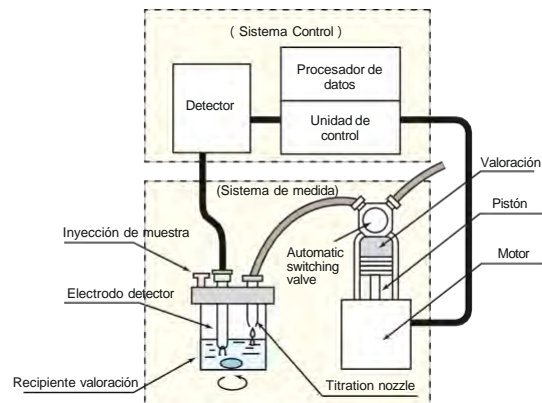 ( Sistema Control )
Procesador de
datos
Detector
Unidad de
control
(Sistema de medida)
Valoración
Pistón
Inyección de muestra
Automatic
switching
valve
Motor
Electrodo detector
Recipiente valoración
Titration nozzle